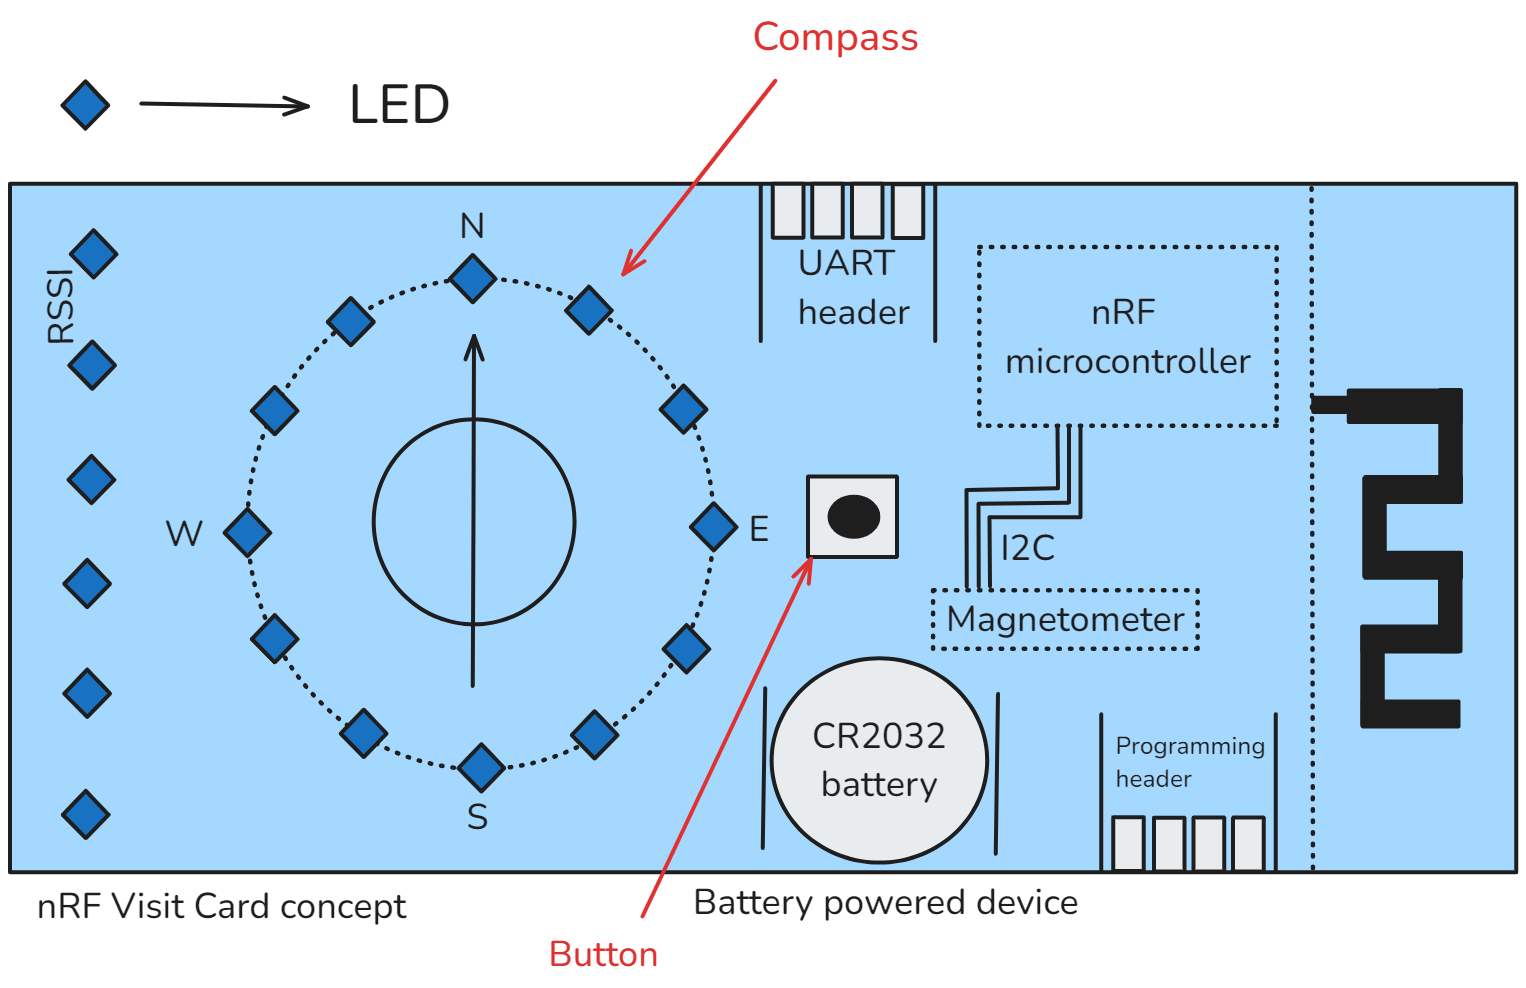 Compass
LED
N
RSSI
UART
header
nRF
microcontroller
W
E
I2C
Magnetometer
CR2032
battery
Programming
header
S
nRF Visit Card concept
Battery powered device
Button